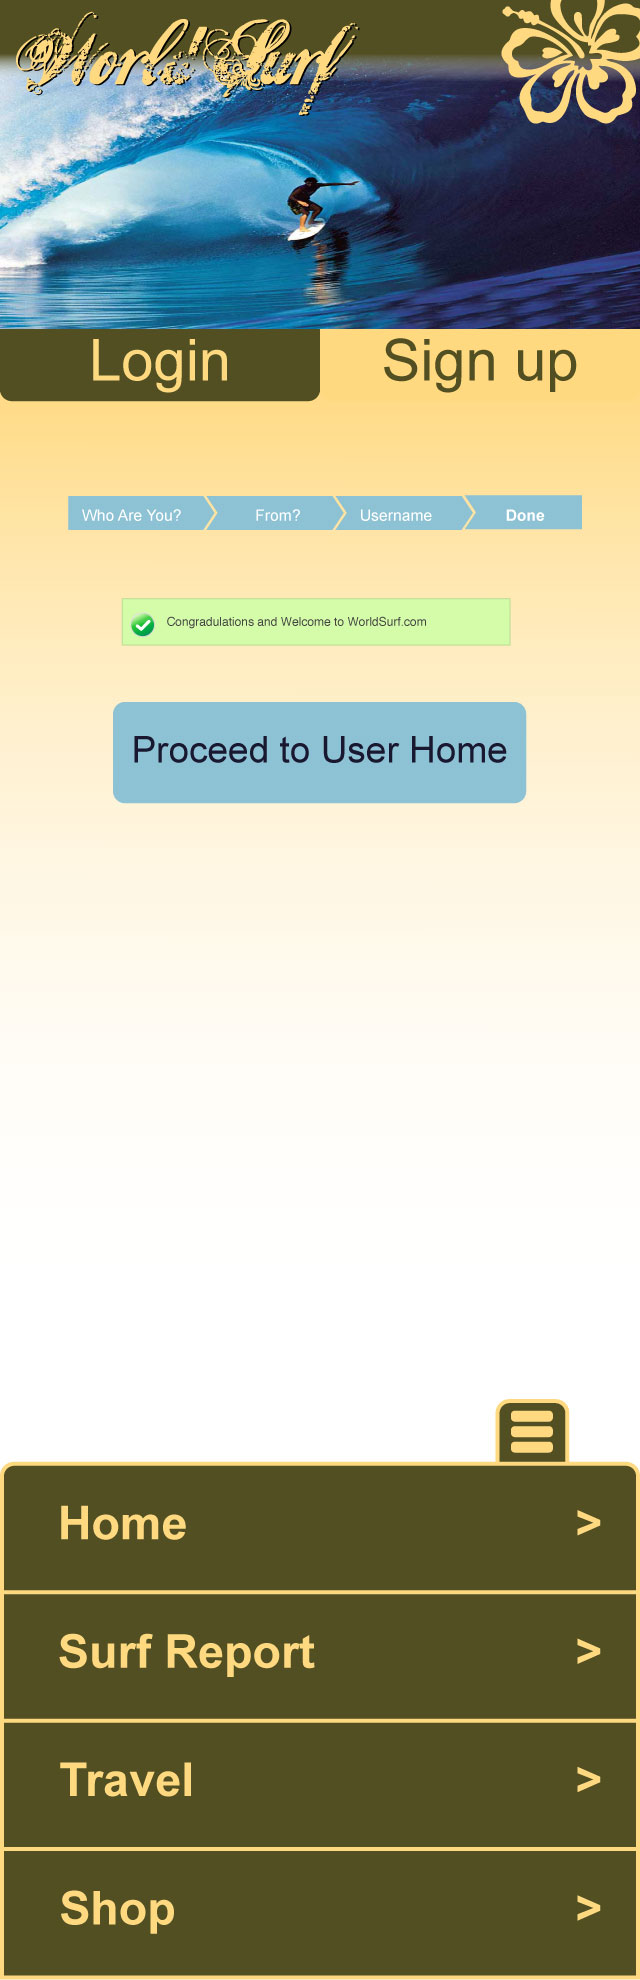 World Surf
Login
Sign up
Who Are You?
From?
Username
Done
Congradulations and Welcome to WorldSurf.com
Proceed to User Home
Home >
Surf Report >
Travel >
Shop >